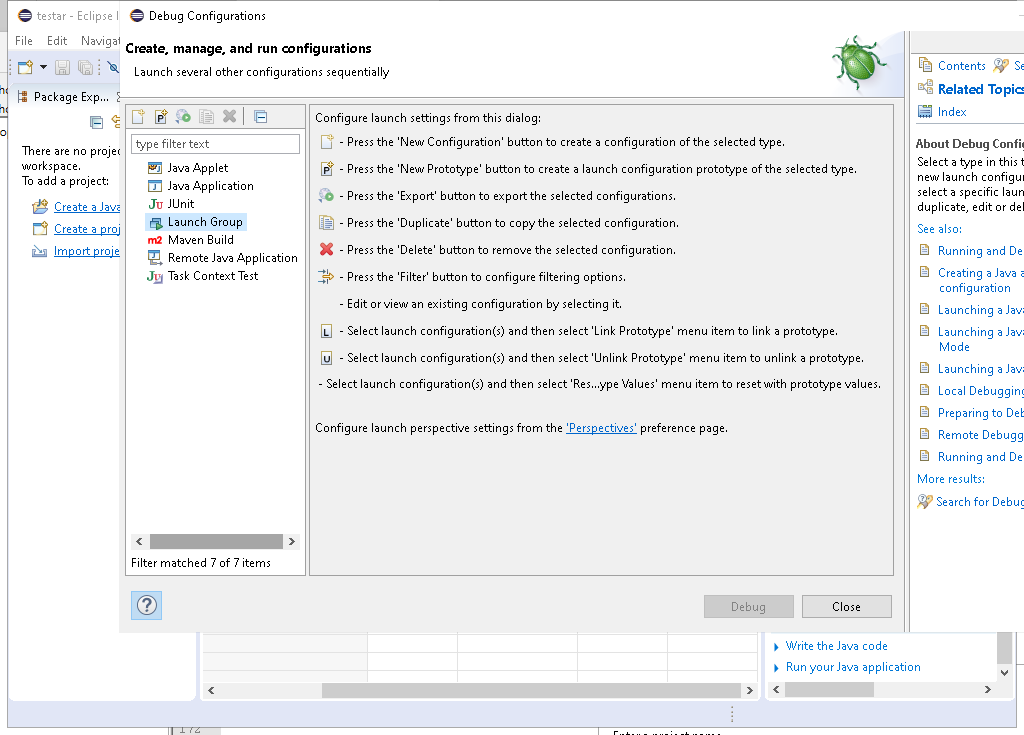 testar - Eclipse I
Debug Configurations
File Edit Navigat
Create, manage, and run configurations
Launch several other configurations sequentially
Package Exp...
There are no projec
workspace.
To add a project:
Create a Java
Create a proj
Import proje
type filter text
Java Applet
Java Application
JUnit
Launch Group
Maven Build
Remote Java Application
Task Context Test
Filter matched 7 of 7 items
Configure launch settings from this dialog:
- Press the 'New Configuration' button to create a configuration of the selected type.
- Press the 'New Prototype' button to create a launch configuration prototype of the selected type.
- Press the 'Export' button to export the selected configurations.
- Press the 'Duplicate' button to copy the selected configuration.
- Press the 'Delete' button to remove the selected configuration.
- Press the 'Filter' button to configure filtering options.
- Edit or view an existing configuration by selecting it.
- Select launch configuration(s) and then select 'Link Prototype' menu item to link a prototype.
- Select launch configuration(s) and then select 'Unlink Prototype' menu item to unlink a prototype.
- Select launch configuration(s) and then select 'Res...ype Values' menu item to reset with prototype values.
Configure launch perspective settings from the 'Perspectives' preference page.
Debug Close
Contents Se
Related Topics
Index
About Debug Config
Select a type in this t
new launch configur
select a specific laun
duplicate, edit or del
See also:
Running and De
Creating a Java a
configuration
Launching a Java
Launching a Java
Mode
Launching a Java
Local Debugging
Preparing to Deb
Remote Debugg
Running and De
More results:
Search for Debug
Write the Java code
Run your Java application
172
Enter a project name